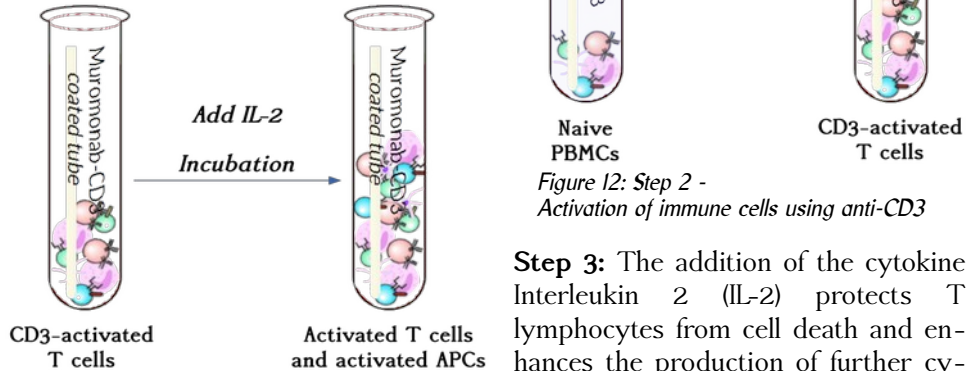 Muromonab-CD3
coated tube
Add IL-2
Incubation
Muromonab-CD3
coated tube
CD3-activated
T cells
Activated T cells
and activated APCs
3
Naive
PBMCs
CD3-activated
T cells
Figure 12: Step 2 -
Activation of immune cells using anti-CD3
Step 3: The addition of the cytokine
Interleukin 2 (IL-2) protects T
lymphocytes from cell death and en-
hances the production of further cy-